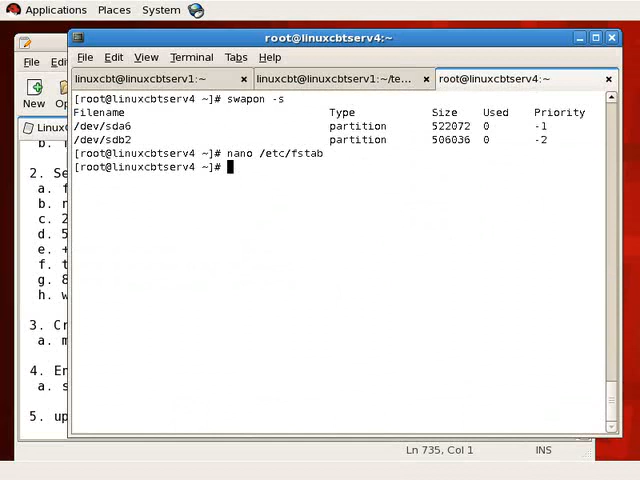 Applications Places System
root@linuxcbtserv4:~
File Edit View Terminal Tabs Help
linuxcbt@linuxcbtserv1:~ linuxcbt@linuxcbtserv1:~/te... root@linuxcbtserv4:~
[root@linuxcbtserv4 ~]# swapon -s
Filename Type Size Used Priority
/dev/sda6 partition 522072 0 -1
/dev/sdb2 partition 506036 0 -2
[root@linuxcbtserv4 ~]# nano /etc/fstab
[root@linuxcbtserv4 ~]#
File Ed
New Op
LinuxC
b.
2. Se
a. f
b. n
c. 2
d. 5
e. +
f. t
g. 8
h. w
3. Cr
a. m
4. En
a. s
5. up
Ln 735, Col 1 INS